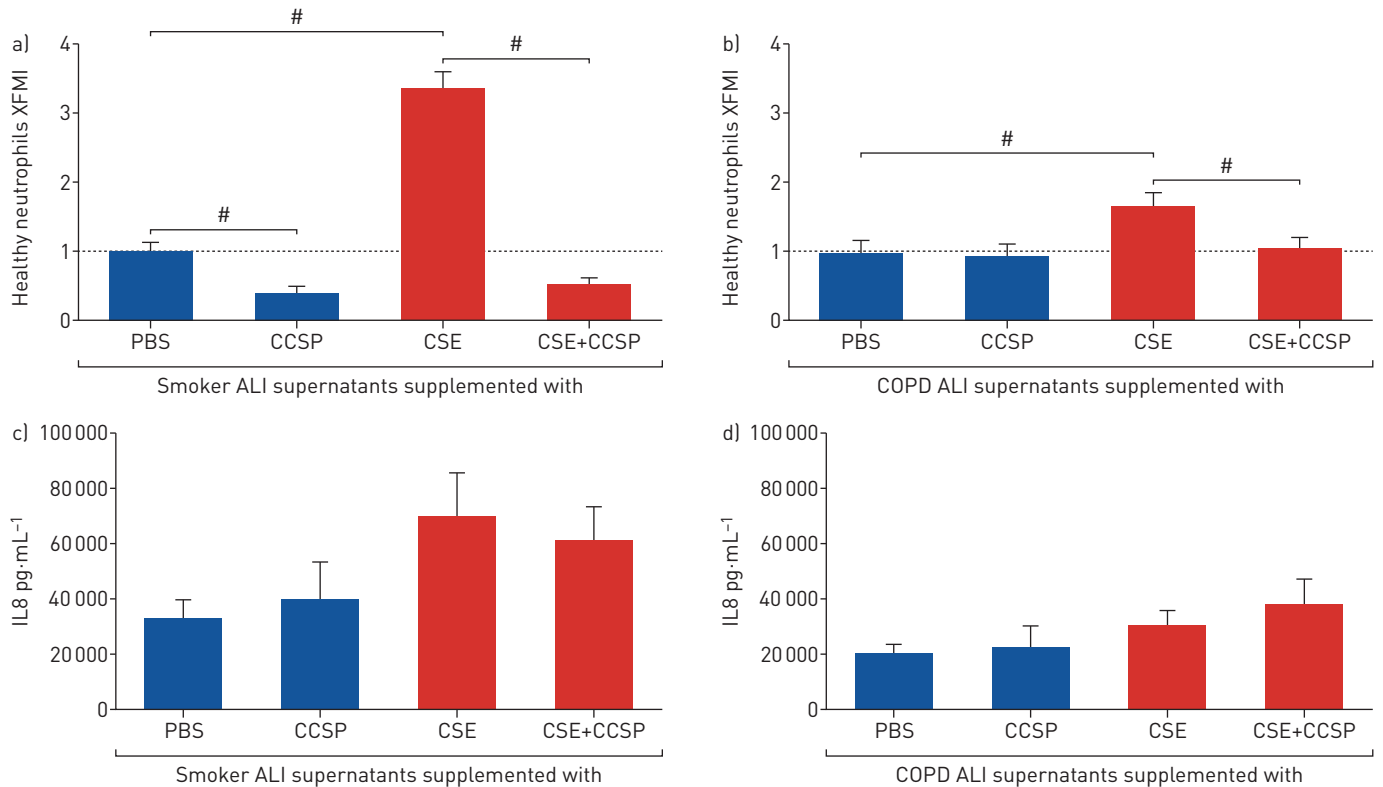 a)
Healthy neutrophils XFMI
4
3
2
1
0
#
#
#
PBS CCSP CSE CSE+CCSP
Smoker ALI supernatants supplemented with
b)
Healthy neutrophils XFMI
4
3
2
1
0
#
#
PBS CCSP CSE CSE+CCSP
COPD ALI supernatants supplemented with
c)
IL8 pg·mL⁻¹
100 000
80 000
60 000
40 000
20 000
0
PBS CCSP CSE CSE+CCSP
Smoker ALI supernatants supplemented with
d)
IL8 pg·mL⁻¹
100 000
80 000
60 000
40 000
20 000
0
PBS CCSP CSE CSE+CCSP
COPD ALI supernatants supplemented with